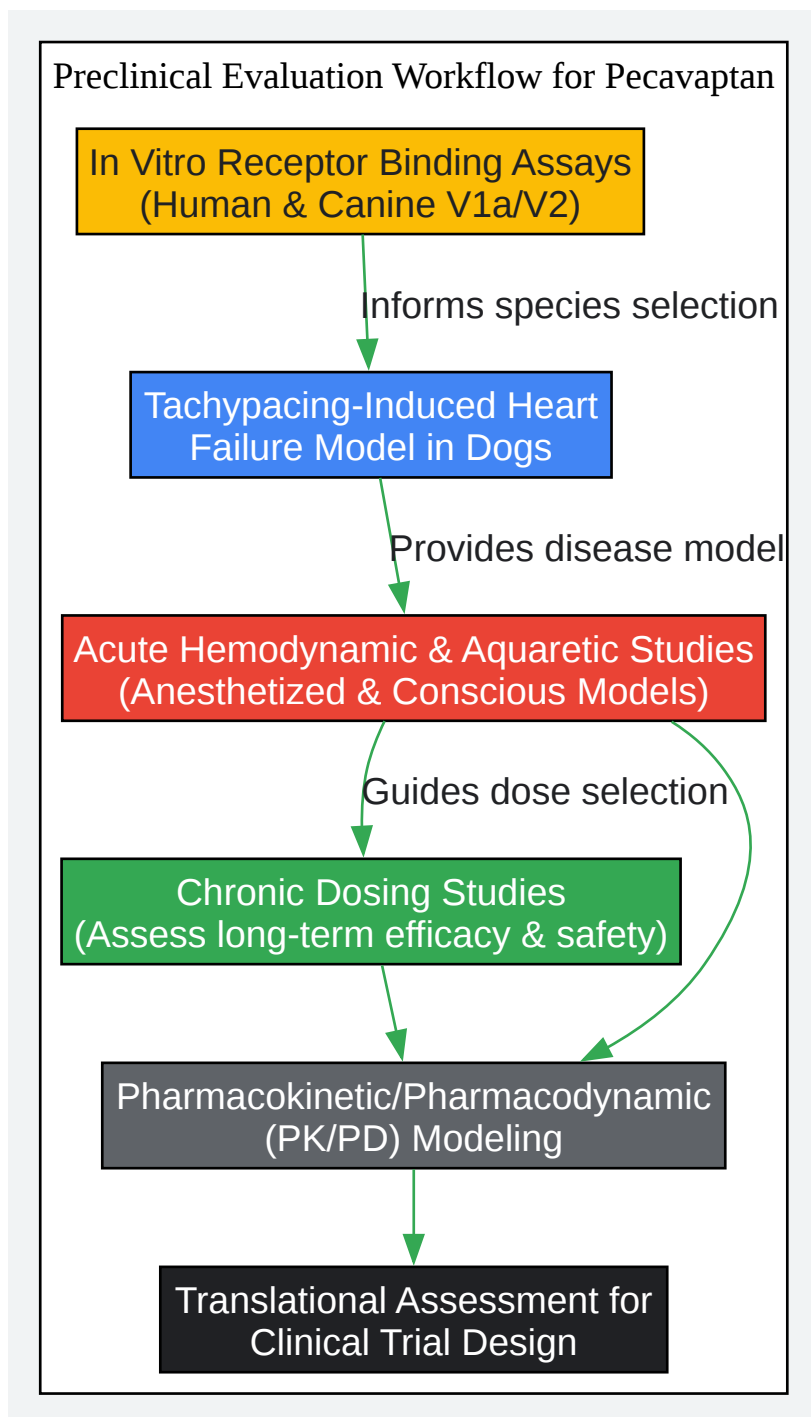 Preclinical Evaluation Workflow for Pecavaptan
In Vitro Receptor Binding Assays
(Human & Canine V1a/V2)
Informs species selection
Tachypacing-Induced Heart
Failure Model in Dogs
Provides disease model
Acute Hemodynamic & Aquaretic Studies
(Anesthetized & Conscious Models)
Guides dose selection
Chronic Dosing Studies
(Assess long-term efficacy & safety)
Pharmacokinetic/Pharmacodynamic
(PK/PD) Modeling
Translational Assessment for
Clinical Trial Design